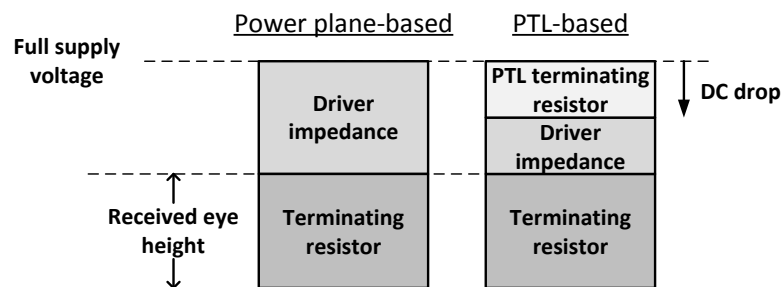 Power plane-based
PTL-based
Full supply
voltage
Driver
impedance
PTL terminating
resistor
DC drop
Driver
impedance
Received eye
height
Terminating
resistor
Terminating
resistor